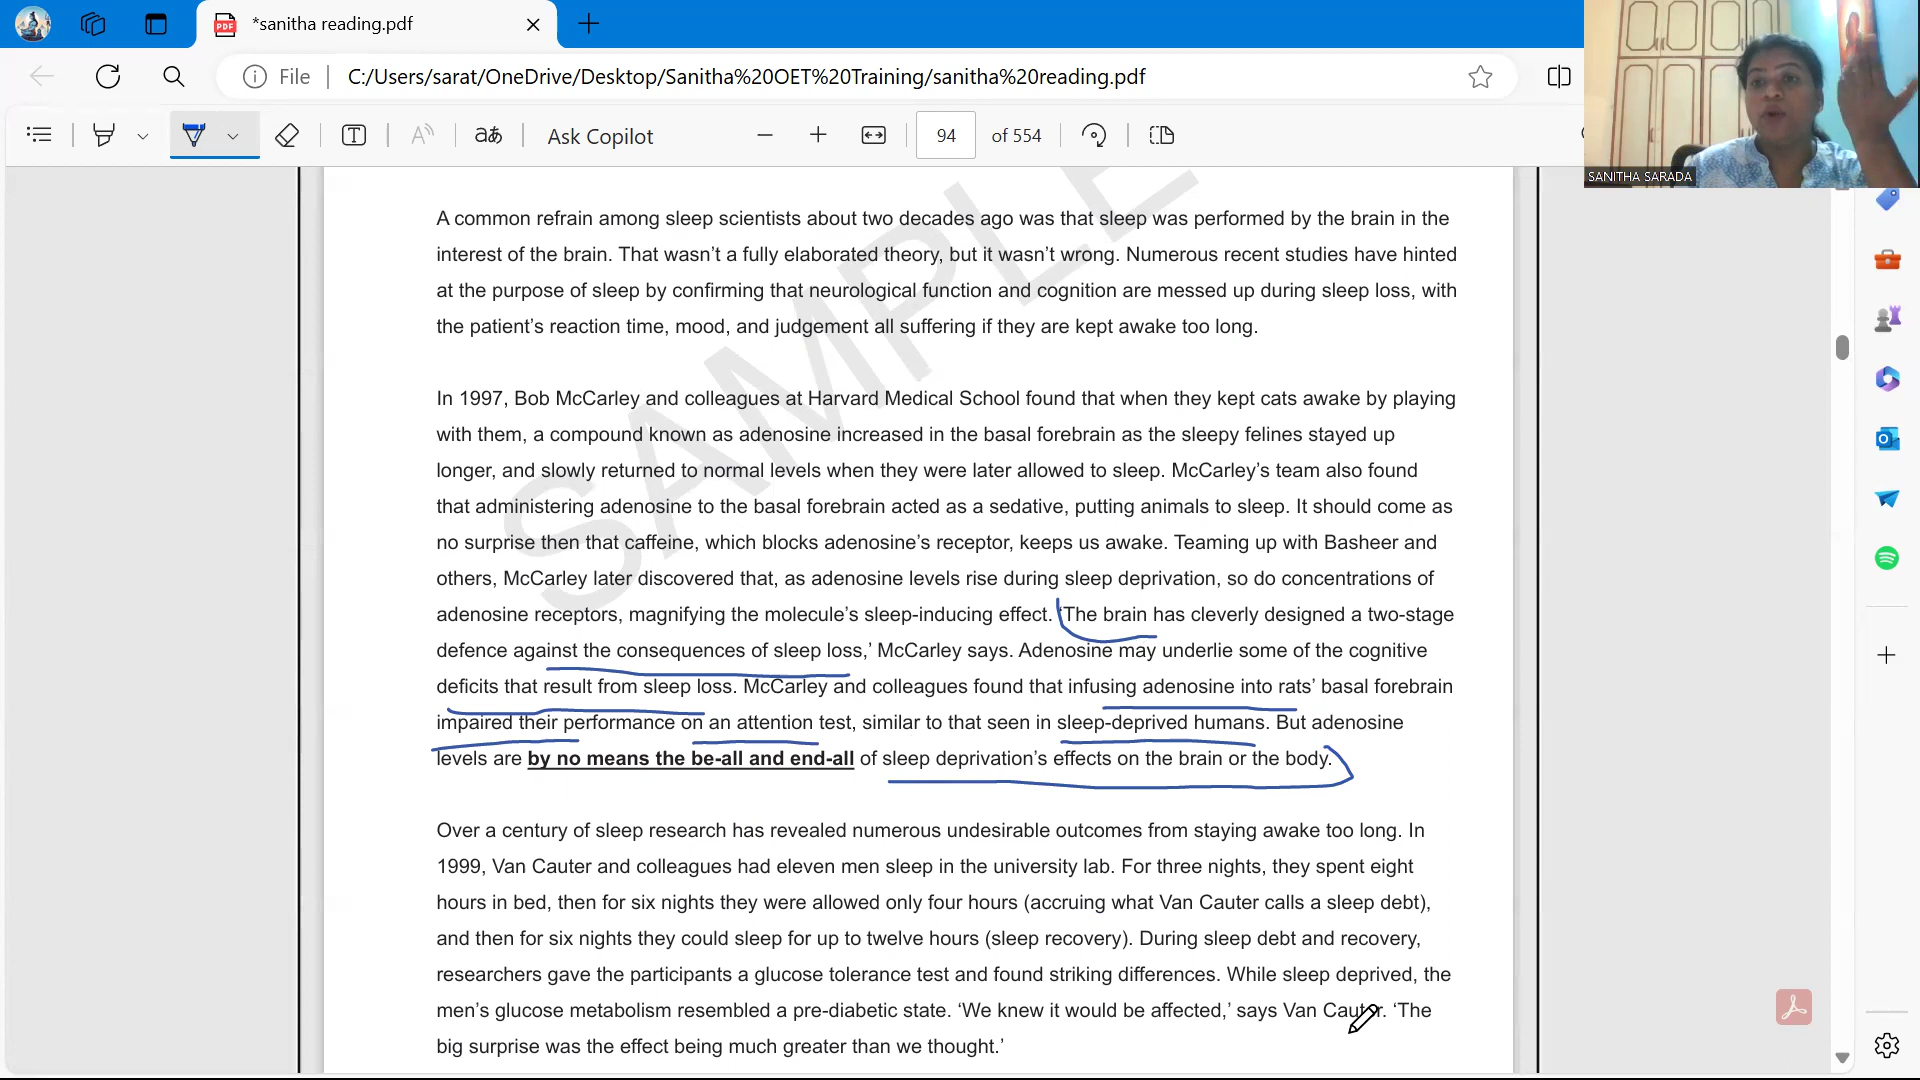 *sanitha reading.pdf
File
C:/Users/sarat/OneDrive/Desktop/Sanitha%20OET%20Training/sanitha%20reading.pdf
Ask Copilot
94
of 554
SANITHA SARADA
SAMPLE
A common refrain among sleep scientists about two decades ago was that sleep was performed by the brain in the
interest of the brain. That wasn’t a fully elaborated theory, but it wasn’t wrong. Numerous recent studies have hinted
at the purpose of sleep by confirming that neurological function and cognition are messed up during sleep loss, with
the patient’s reaction time, mood, and judgement all suffering if they are kept awake too long.
In 1997, Bob McCarley and colleagues at Harvard Medical School found that when they kept cats awake by playing
with them, a compound known as adenosine increased in the basal forebrain as the sleepy felines stayed up
longer, and slowly returned to normal levels when they were later allowed to sleep. McCarley’s team also found
that administering adenosine to the basal forebrain acted as a sedative, putting animals to sleep. It should come as
no surprise then that caffeine, which blocks adenosine’s receptor, keeps us awake. Teaming up with Basheer and
others, McCarley later discovered that, as adenosine levels rise during sleep deprivation, so do concentrations of
adenosine receptors, magnifying the molecule’s sleep-inducing effect. ‘The brain has cleverly designed a two-stage
defence against the consequences of sleep loss,’ McCarley says. Adenosine may underlie some of the cognitive
deficits that result from sleep loss. McCarley and colleagues found that infusing adenosine into rats’ basal forebrain
impaired their performance on an attention test, similar to that seen in sleep-deprived humans. But adenosine
levels are by no means the be-all and end-all of sleep deprivation’s effects on the brain or the body.
Over a century of sleep research has revealed numerous undesirable outcomes from staying awake too long. In
1999, Van Cauter and colleagues had eleven men sleep in the university lab. For three nights, they spent eight
hours in bed, then for six nights they were allowed only four hours (accruing what Van Cauter calls a sleep debt),
and then for six nights they could sleep for up to twelve hours (sleep recovery). During sleep debt and recovery,
researchers gave the participants a glucose tolerance test and found striking differences. While sleep deprived, the
men’s glucose metabolism resembled a pre-diabetic state. ‘We knew it would be affected,’ says Van Cauter. ‘The
big surprise was the effect being much greater than we thought.’